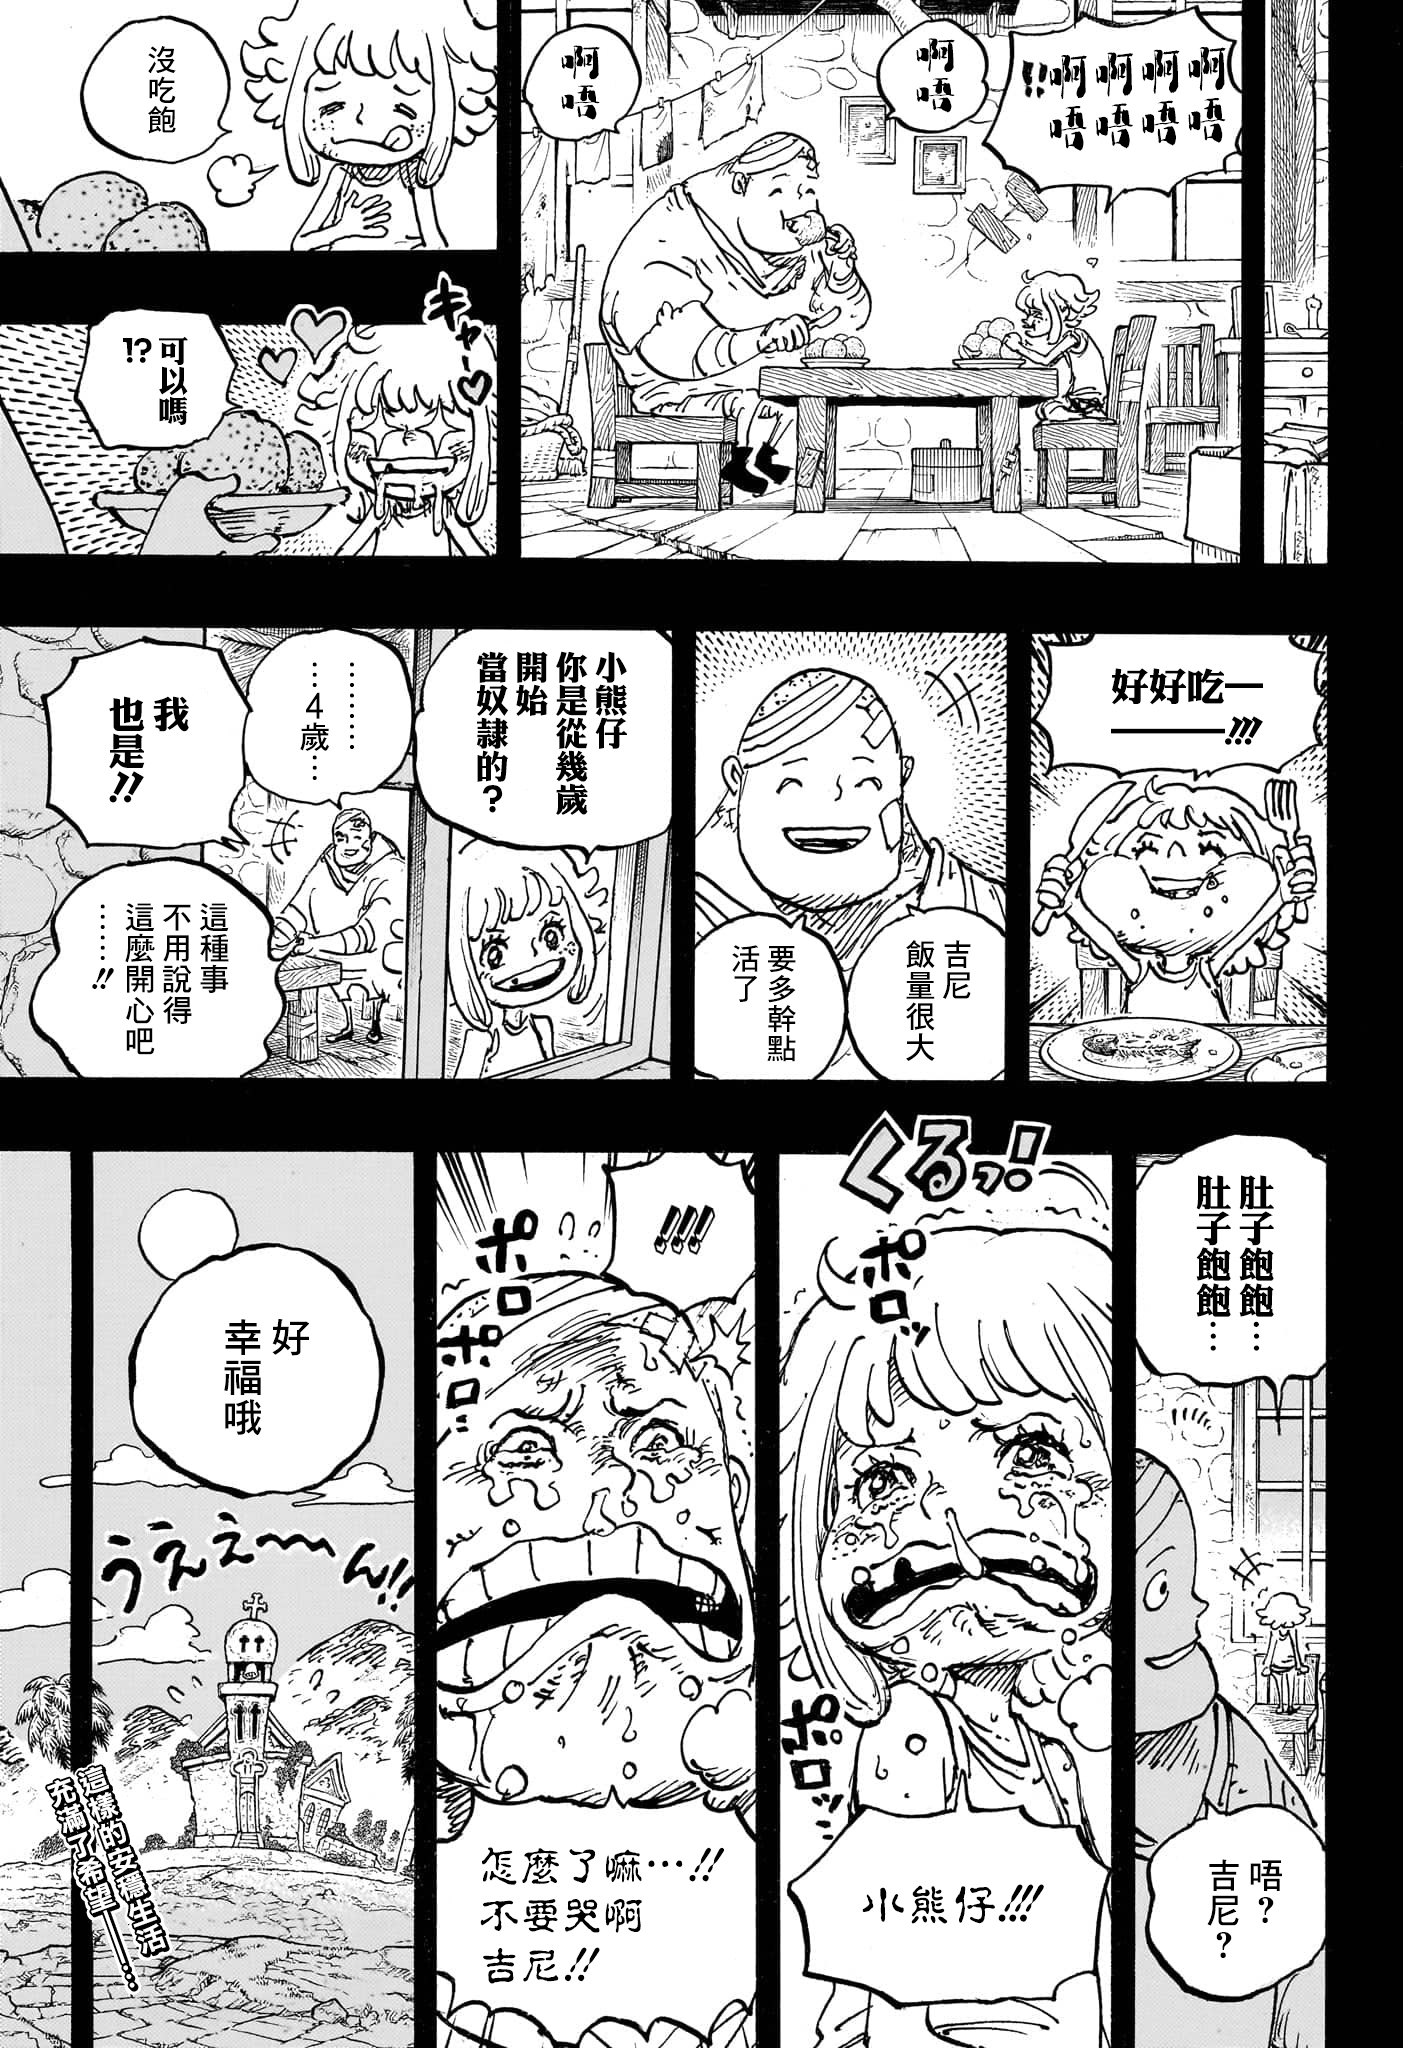 啊啊啊啊!!
唔唔唔唔
啊
唔
啊
唔
沒吃飽
キャー♡
可以嗎
!?
好好吃——
———!!!
吉尼
飯量很大
要多幹點
活了
小熊仔
你是從幾歲
開始
當奴隷的?
………
…4歲…
我
也是!!
這種事
不用說得
這麼開心吧
……!!
肚子飽飽…
肚子飽飽…
唔?
吉尼?
くるっ!
ポロッ
ポロッ
小熊仔!!!
!!!
ポロ
ポロ
怎麼了嘛…!!
不要哭啊
吉尼!!
好
幸福哦
うえぇ〜〜ん!!
這樣的安穩生活
充滿了希望——…